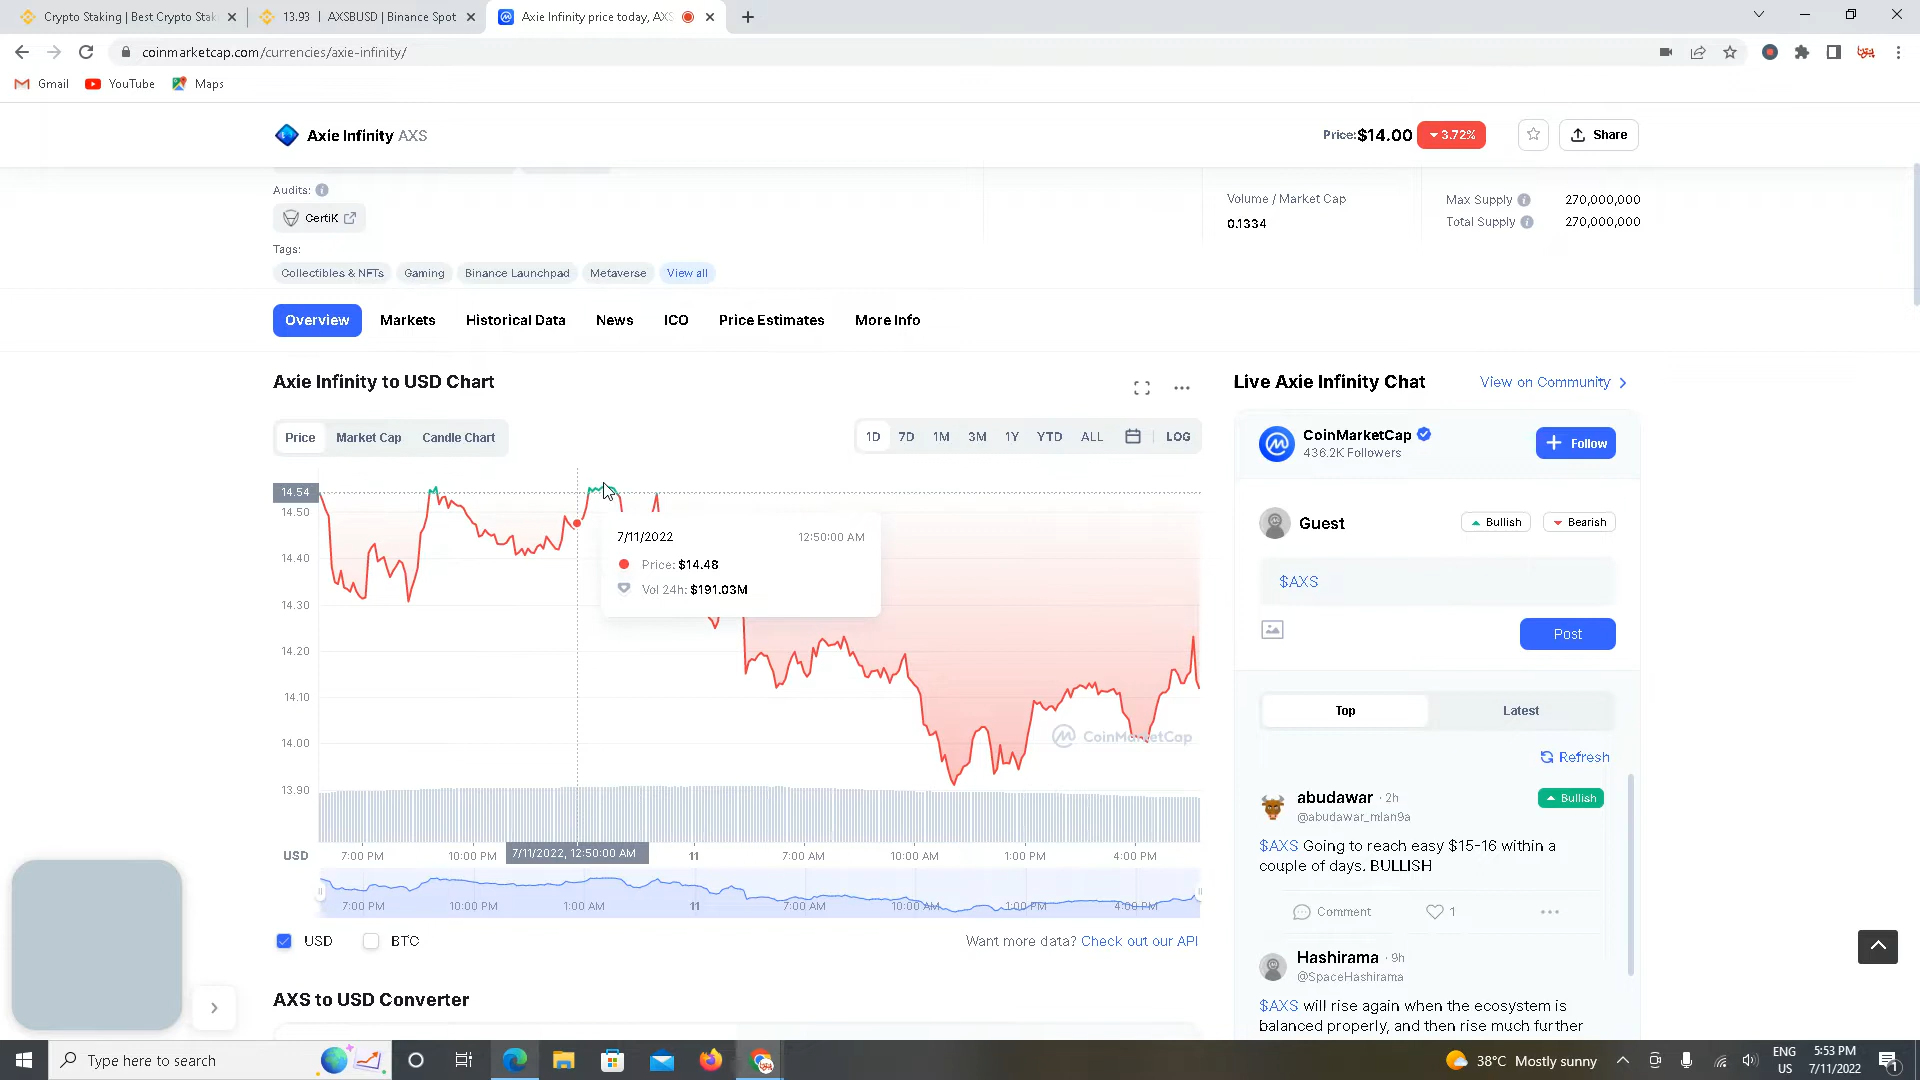 Crypto Staking | Best Crypto Stak
13.93 | AXSBUSD | Binance Spot
Axie Infinity price today, AXS
coinmarketcap.com/currencies/axie-infinity/
Gmail
YouTube
Maps
Axie Infinity AXS
Price:$14.00
3.72%
Share
Audits:
CertiK
Tags:
Collectibles & NFTs
Gaming
Binance Launchpad
Metaverse
View all
Volume / Market Cap
0.1334
Max Supply 270,000,000
Total Supply 270,000,000
Overview
Markets
Historical Data
News
ICO
Price Estimates
More Info
Axie Infinity to USD Chart
Price
Market Cap
Candle Chart
1D
7D
1M
3M
1Y
YTD
ALL
LOG
14.54
14.50
14.40
14.30
14.20
14.10
14.00
13.90
7/11/2022 12:50:00 AM
Price: $14.48
Vol 24h: $191.03M
CoinMarketCap
USD
7:00 PM
10:00 PM
7/11/2022, 12:50:00 AM
11
7:00 AM
10:00 AM
1:00 PM
4:00 PM
7:00 PM
10:00 PM
1:00 AM
11
7:00 AM
10:00 AM
1:00 PM
4:00 PM
USD
BTC
Want more data? Check out our API
AXS to USD Converter
Live Axie Infinity Chat
View on Community
CoinMarketCap
436.2K Followers
Follow
Guest
Bullish
Bearish
$AXS
Post
Top
Latest
Refresh
abudawar · 2h
@abudawar_mlan9a
Bullish
$AXS Going to reach easy $15-16 within a
couple of days. BULLISH
Comment
1
Hashirama · 9h
@SpaceHashirama
$AXS will rise again when the ecosystem is
balanced properly, and then rise much further
Type here to search
38°C Mostly sunny
ENG
US
5:53 PM
7/11/2022
1